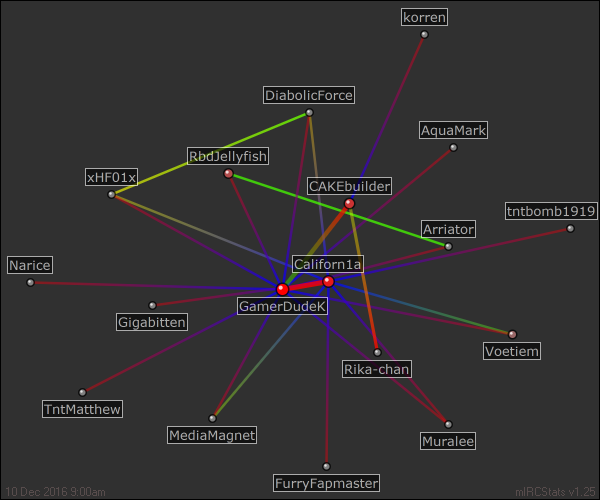 korren
DiabolicForce
AquaMark
RbdJellyfish
xHF01x
CAKEbuilder
tntbomb1919
Arriator
Narice
Californ1a
GamerDudeK
Gigabitten
Voetiem
Rika-chan
TntMatthew
MediaMagnet
Muralee
FurryFapmaster
10 Dec 2016 9:00am
mIRCStats v1.25